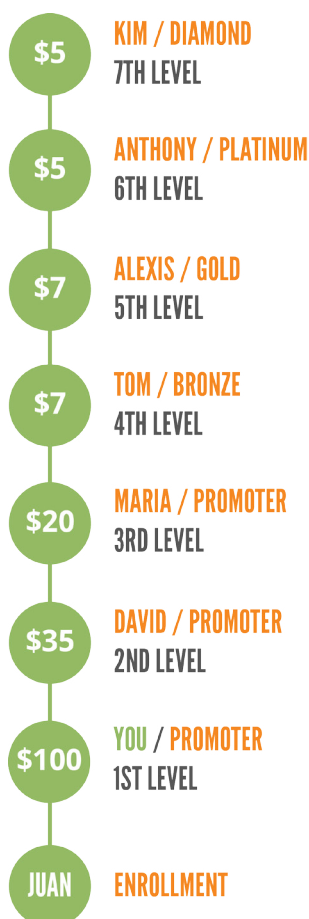 $5
KIM / DIAMOND
7TH LEVEL
$5
ANTHONY / PLATINUM
6TH LEVEL
$7
ALEXIS / GOLD
5TH LEVEL
$7
TOM / BRONZE
4TH LEVEL
$20
MARIA / PROMOTER
3RD LEVEL
$35
DAVID / PROMOTER
2ND LEVEL
$100
YOU / PROMOTER
1ST LEVEL
JUAN
ENROLLMENT